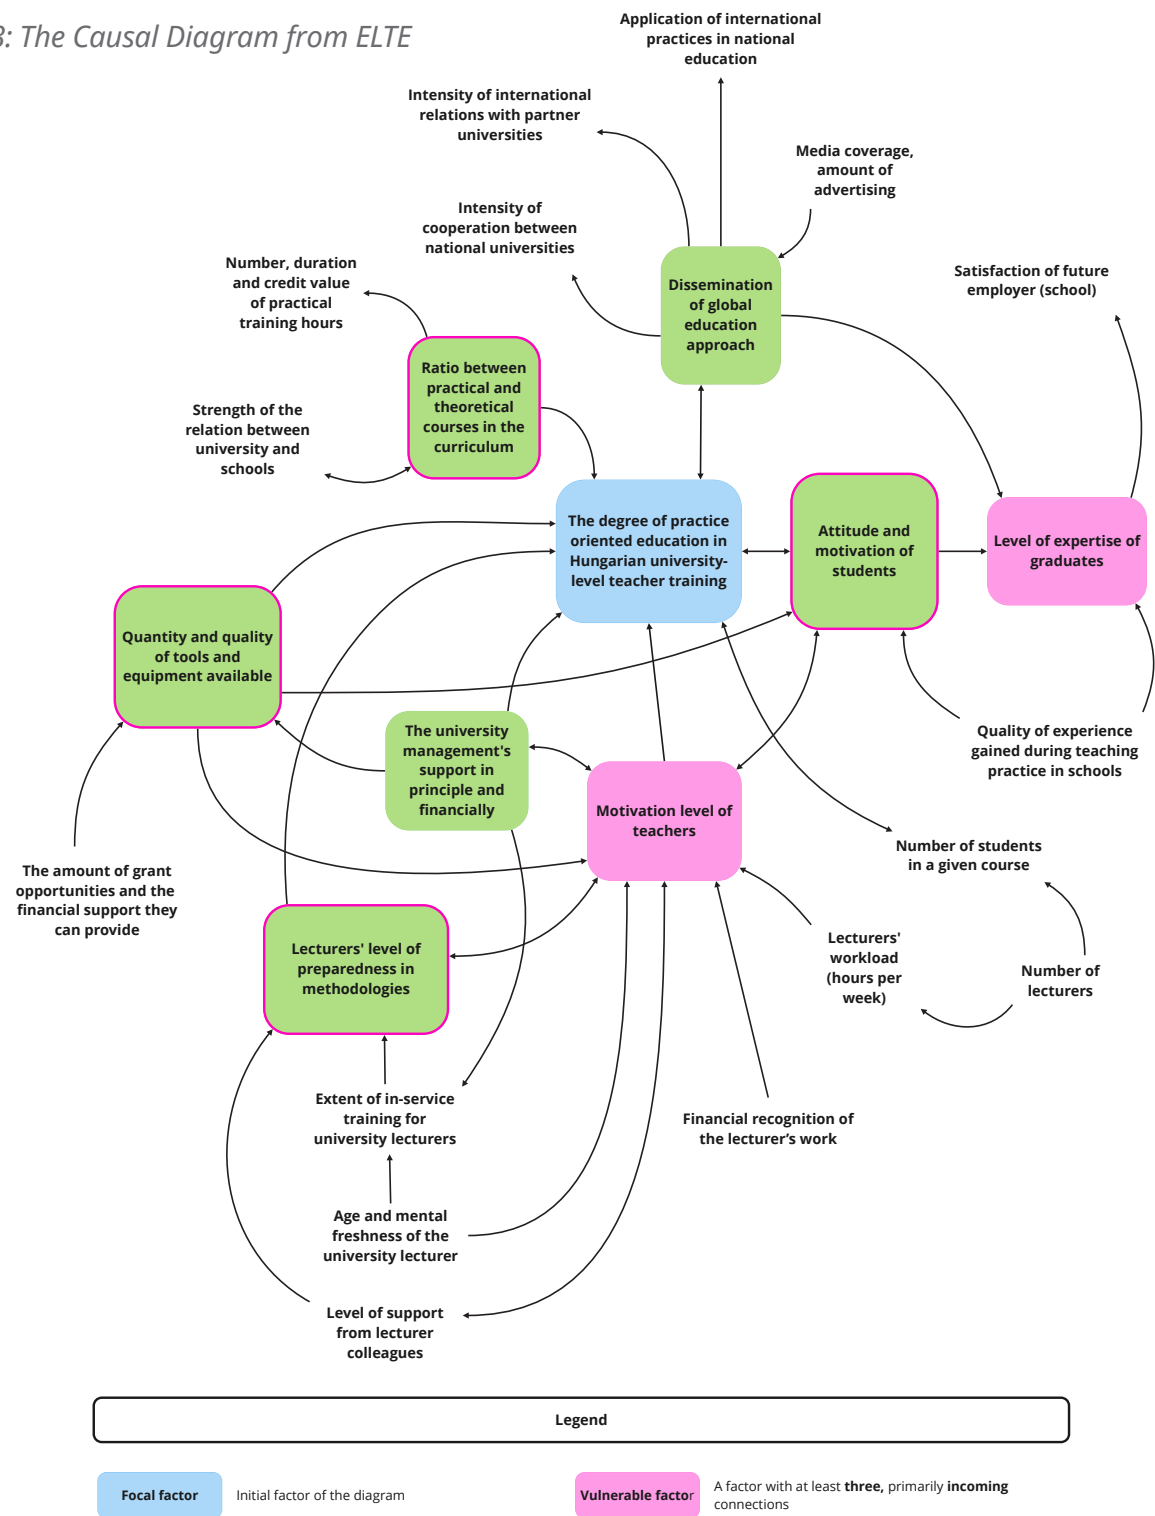 3: The Causal Diagram from ELTE
Application of international
practices in national
education
Intensity of international
relations with partner
universities
Media coverage,
amount of
advertising
Intensity of
cooperation between
national universities
Number, duration
and credit value
of practical
training hours
Dissemination
of global
education
approach
Satisfaction of future
employer (school)
Ratio between
practical and
theoretical
courses in the
curriculum
Strength of the
relation between
university and
schools
The degree of practice
oriented education in
Hungarian university-
level teacher training
Attitude and
motivation of
students
Level of expertise of
graduates
Quantity and quality
of tools and
equipment available
The university
management's
support in
principle and
financially
Quality of experience
gained during teaching
practice in schools
Motivation level of
teachers
Number of students
in a given course
The amount of grant
opportunities and the
financial support they
can provide
Lecturers' level of
preparedness in
methodologies
Lecturers'
workload
(hours per
week)
Number of
lecturers
Extent of in-service
training for
university lecturers
Financial recognition of
the lecturer’s work
Age and mental
freshness of the
university lecturer
Level of support
from lecturer
colleagues
Legend
Focal factor
Initial factor of the diagram
Vulnerable factor
A factor with at least three, primarily incoming
connections